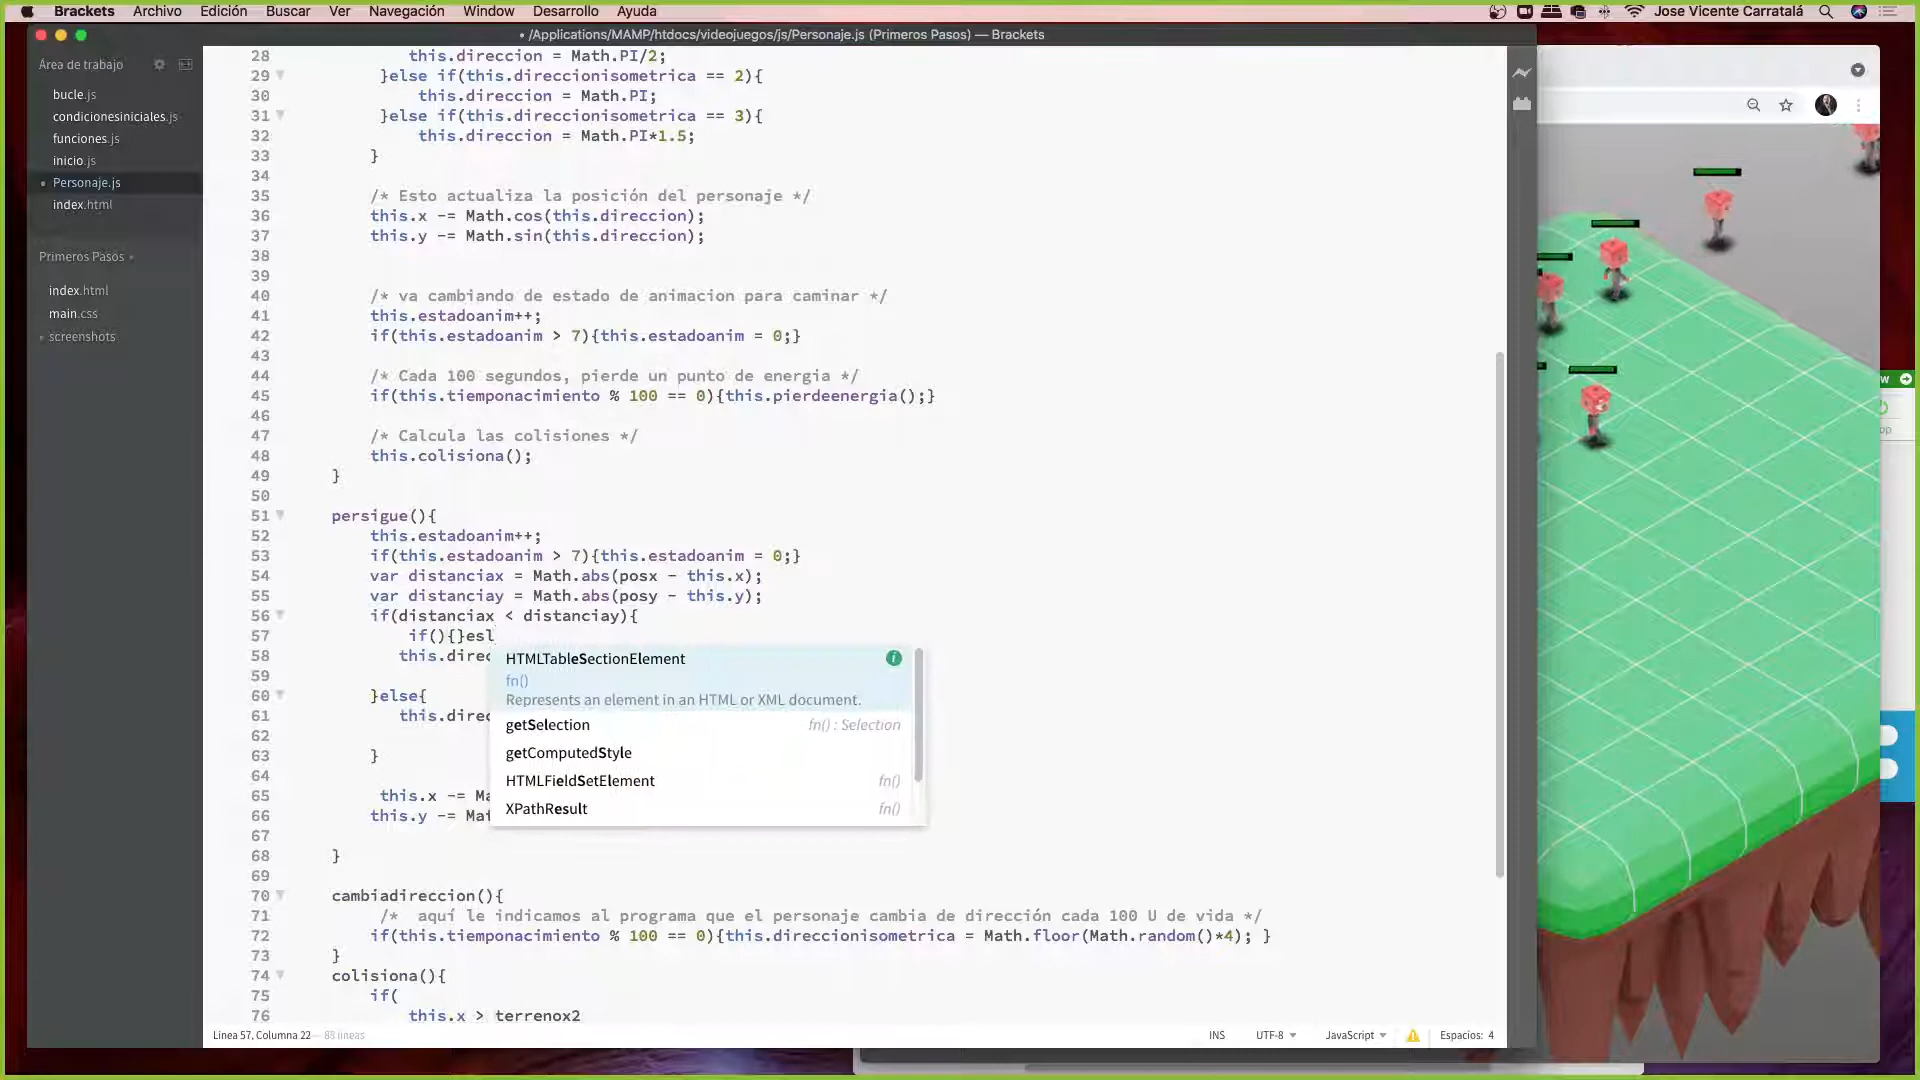 Brackets Archivo Edición Buscar Ver Navegación Window Desarrollo Ayuda Jose Vicente Carratalá
• /Applications/MAMP/htdocs/videojuegos/js/Personaje.js (Primeros Pasos) — Brackets
Área de trabajo
bucle.js
condicionesiniciales.js
funciones.js
inicio.js
Personaje.js
index.html
Primeros Pasos
index.html
main.css
screenshots
28 this.direccion = Math.PI/2;
29 }else if(this.direccionisometrica == 2){
30 this.direccion = Math.PI;
31 }else if(this.direccionisometrica == 3){
32 this.direccion = Math.PI*1.5;
33 }
34
35 /* Esto actualiza la posición del personaje */
36 this.x -= Math.cos(this.direccion);
37 this.y -= Math.sin(this.direccion);
38
39
40 /* va cambiando de estado de animacion para caminar */
41 this.estadoanim++;
42 if(this.estadoanim > 7){this.estadoanim = 0;}
43
44 /* Cada 100 segundos, pierde un punto de energia */
45 if(this.tiemponacimiento % 100 == 0){this.pierdeenergia();}
46
47 /* Calcula las colisiones */
48 this.colisiona();
49 }
50
51 persigue(){
52 this.estadoanim++;
53 if(this.estadoanim > 7){this.estadoanim = 0;}
54 var distanciax = Math.abs(posx - this.x);
55 var distanciay = Math.abs(posy - this.y);
56 if(distanciax < distanciay){
57 if(){}esl
58 this.direc
59
60 }else{
61 this.direc
62
63 }
64
65 this.x -= Ma
66 this.y -= Mat
67
68 }
69
70 cambiadireccion(){
71 /* aquí le indicamos al programa que el personaje cambia de dirección cada 100 U de vida */
72 if(this.tiemponacimiento % 100 == 0){this.direccionisometrica = Math.floor(Math.random()*4); }
73 }
74 colisiona(){
75 if(
76 this.x > terrenox2
HTMLTableSectionElement
fn()
Represents an element in an HTML or XML document.
getSelection fn() : Selection
getComputedStyle
HTMLFieldSetElement fn()
XPathResult fn()
Línea 57, Columna 22 — 88 líneas
INS UTF-8 JavaScript Espacios: 4
w
op